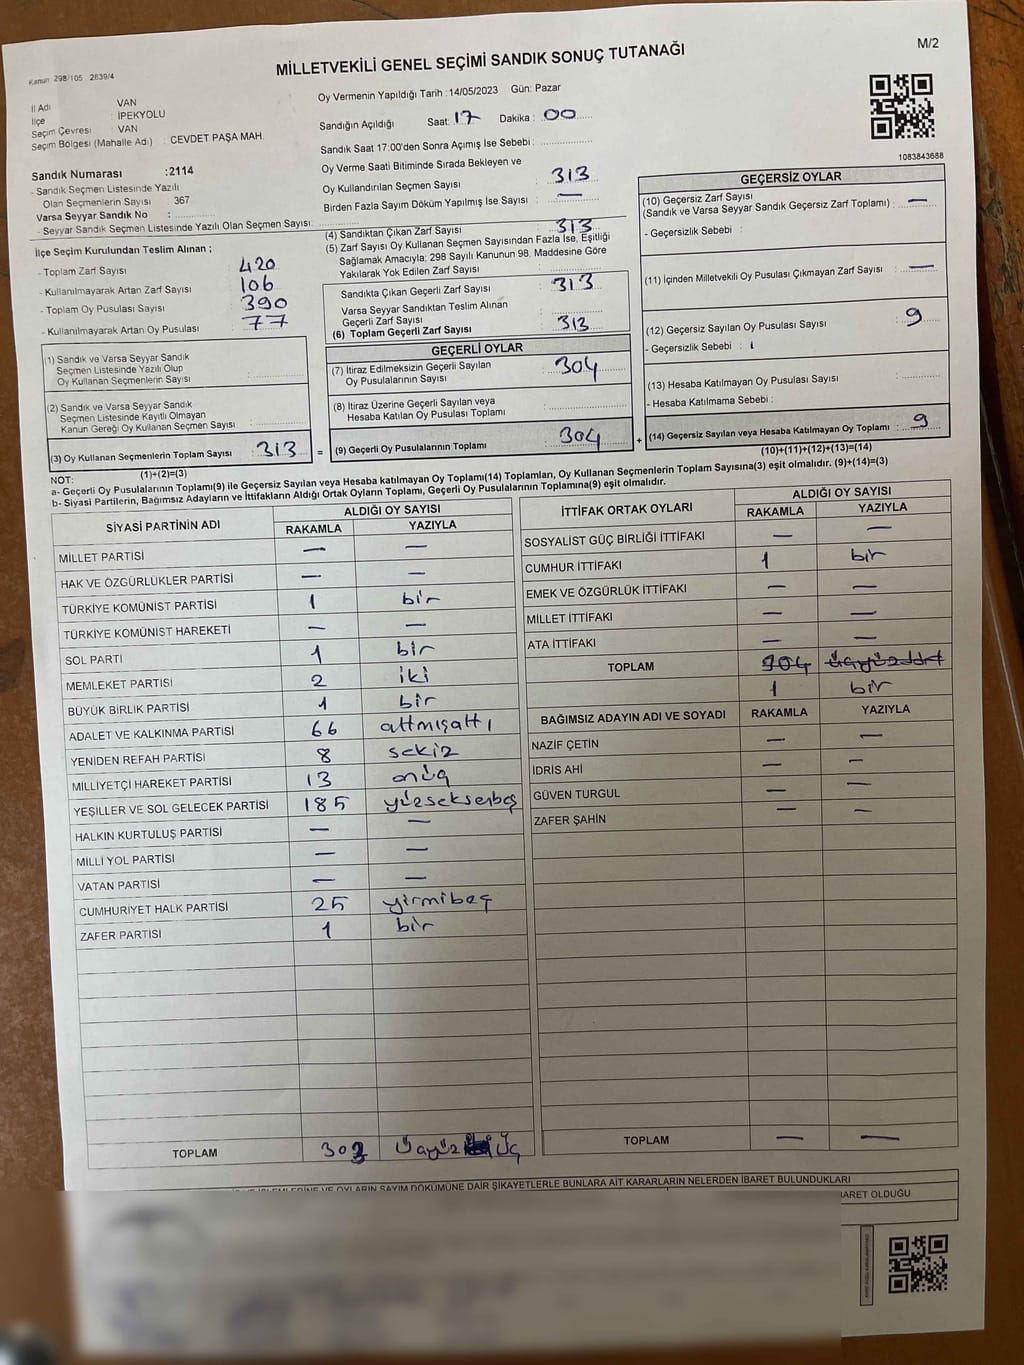 Kanun 298/105 2839/4
MİLLETVEKİLİ GENEL SEÇİMİ SANDIK SONUÇ TUTANAĞI
M/2
İl Adı : VAN
İlçe : İPEKYOLU
Seçim Çevresi : VAN
Seçim Bölgesi (Mahalle Adı) : CEVDET PAŞA MAH.
Sandık Numarası :2114
- Sandık Seçmen Listesinde Yazılı
Olan Seçmenlerin Sayısı : 367
Varsa Seyyar Sandık No :
- Seyyar Sandık Seçmen Listesinde Yazılı Olan Seçmen Sayısı:
Oy Vermenin Yapıldığı Tarih :14/05/2023 Gün: Pazar
Sandığın Açıldığı Saat: 17 Dakika : 00
Sandık Saat 17:00'den Sonra Açımış İse Sebebi :
Oy Verme Saati Bitiminde Sırada Bekleyen ve
Oy Kullandırılan Seçmen Sayısı : 313
Birden Fazla Sayım Döküm Yapılmış İse Sayısı : —
1083843688
İlçe Seçim Kurulundan Teslim Alınan ;
- Toplam Zarf Sayısı : 420
- Kullanılmayarak Artan Zarf Sayısı : 106
- Toplam Oy Pusulası Sayısı : 390
- Kullanılmayarak Artan Oy Pusulası : 77
(4) Sandıktan Çıkan Zarf Sayısı : 313
(5) Zarf Sayısı Oy Kullanan Seçmen Sayısından Fazla İse, Eşitliği
Sağlamak Amacıyla; 298 Sayılı Kanunun 98. Maddesine Göre
Yakılarak Yok Edilen Zarf Sayısı :
Sandıkta Çıkan Geçerli Zarf Sayısı : 313
Varsa Seyyar Sandıktan Teslim Alınan
Geçerli Zarf Sayısı :
(6) Toplam Geçerli Zarf Sayısı : 313
GEÇERSİZ OYLAR
(10) Geçersiz Zarf Sayısı
(Sandık ve Varsa Seyyar Sandık Geçersiz Zarf Toplamı) : —
- Geçersizlik Sebebi :
(11) İçinden Milletvekili Oy Pusulası Çıkmayan Zarf Sayısı : —
(12) Geçersiz Sayılan Oy Pusulası Sayısı : 9
- Geçersizlik Sebebi :
(13) Hesaba Katılmayan Oy Pusulası Sayısı :
- Hesaba Katılmama Sebebi :
(14) Geçersiz Sayılan veya Hesaba Katılmayan Oy Toplamı : 9
(10)+(11)+(12)+(13)=(14)
(1) Sandık ve Varsa Seyyar Sandık
Seçmen Listesinde Yazılı Olup
Oy Kullanan Seçmenlerin Sayısı :
(2) Sandık ve Varsa Seyyar Sandık
Seçmen Listesinde Kayıtlı Olmayan
Kanun Gereği Oy Kullanan Seçmen Sayısı :
(3) Oy Kullanan Seçmenlerin Toplam Sayısı : 313
(1)+(2)=(3)
=
GEÇERLİ OYLAR
(7) İtiraz Edilmeksizin Geçerli Sayılan
Oy Pusulalarının Sayısı : 304
(8) İtiraz Üzerine Geçerli Sayılan veya
Hesaba Katılan Oy Pusulası Toplamı :
(9) Geçerli Oy Pusulalarının Toplamı : 304
+
NOT:
a- Geçerli Oy Pusulalarının Toplamı(9) ile Geçersiz Sayılan veya Hesaba katılmayan Oy Toplamı(14) Toplamları, Oy Kullanan Seçmenlerin Toplam Sayısına(3) eşit olmalıdır. (9)+(14)=(3)
b- Siyasi Partilerin, Bağımsız Adayların ve İttifakların Aldığı Ortak Oyların Toplamı, Geçerli Oy Pusulalarının Toplamına(9) eşit olmalıdır.
SİYASİ PARTİNİN ADI ALDIĞI OY SAYISI
RAKAMLA YAZIYLA
MİLLET PARTİSİ — —
HAK VE ÖZGÜRLÜKLER PARTİSİ — —
TÜRKİYE KOMÜNİST PARTİSİ 1 bir
TÜRKİYE KOMÜNİST HAREKETİ — —
SOL PARTİ 1 bir
MEMLEKET PARTİSİ 2 iki
BÜYÜK BİRLİK PARTİSİ 1 bir
ADALET VE KALKINMA PARTİSİ 66 altmışaltı
YENİDEN REFAH PARTİSİ 8 sekiz
MİLLİYETÇİ HAREKET PARTİSİ 13 onüç
YEŞİLLER VE SOL GELECEK PARTİSİ 185 yüzseksenbeş
HALKIN KURTULUŞ PARTİSİ — —
MİLLİ YOL PARTİSİ — —
VATAN PARTİSİ — —
CUMHURİYET HALK PARTİSİ 25 yirmibeş
ZAFER PARTİSİ 1 bir
TOPLAM 303 üçyüz Üç
İTTİFAK ORTAK OYLARI ALDIĞI OY SAYISI
RAKAMLA YAZIYLA
SOSYALİST GÜÇ BİRLİĞİ İTTİFAKI — —
CUMHUR İTTİFAKI 1 bir
EMEK VE ÖZGÜRLÜK İTTİFAKI — —
MİLLET İTTİFAKI — —
ATA İTTİFAKI — —
TOPLAM 304 üçyüzdört
1 bir
BAĞIMSIZ ADAYIN ADI VE SOYADI RAKAMLA YAZIYLA
NAZİF ÇETİN — —
İDRİS AHİ — —
GÜVEN TURGUL — —
ZAFER ŞAHİN — —
TOPLAM — —
İŞLEMLERİNE VE OYLARIN SAYIM DÖKÜMÜNE DAİR ŞİKAYETLERLE BUNLARA AİT KARARLARIN NELERDEN İBARET BULUNDUKLARI
İBARET OLDUĞU